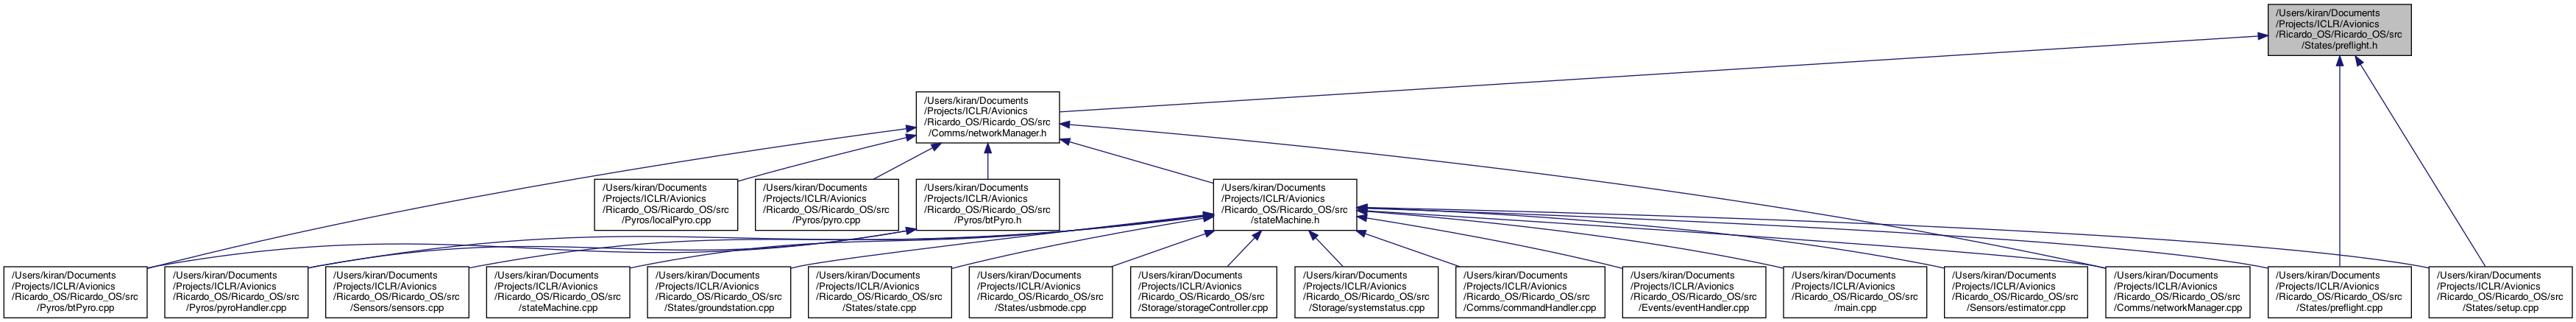 /Users/kiran/Documents
/Projects/ICLR/Avionics
/Ricardo_OS/Ricardo_OS/src
/States/preflight.h
/Users/kiran/Documents
/Projects/ICLR/Avionics
/Ricardo_OS/Ricardo_OS/src
/Comms/networkManager.h
/Users/kiran/Documents
/Projects/ICLR/Avionics
/Ricardo_OS/Ricardo_OS/src
/Pyros/localPyro.cpp
/Users/kiran/Documents
/Projects/ICLR/Avionics
/Ricardo_OS/Ricardo_OS/src
/Pyros/pyro.cpp
/Users/kiran/Documents
/Projects/ICLR/Avionics
/Ricardo_OS/Ricardo_OS/src
/Pyros/btPyro.h
/Users/kiran/Documents
/Projects/ICLR/Avionics
/Ricardo_OS/Ricardo_OS/src
/stateMachine.h
/Users/kiran/Documents
/Projects/ICLR/Avionics
/Ricardo_OS/Ricardo_OS/src
/Pyros/btPyro.cpp
/Users/kiran/Documents
/Projects/ICLR/Avionics
/Ricardo_OS/Ricardo_OS/src
/Pyros/pyroHandler.cpp
/Users/kiran/Documents
/Projects/ICLR/Avionics
/Ricardo_OS/Ricardo_OS/src
/Sensors/sensors.cpp
/Users/kiran/Documents
/Projects/ICLR/Avionics
/Ricardo_OS/Ricardo_OS/src
/stateMachine.cpp
/Users/kiran/Documents
/Projects/ICLR/Avionics
/Ricardo_OS/Ricardo_OS/src
/States/groundstation.cpp
/Users/kiran/Documents
/Projects/ICLR/Avionics
/Ricardo_OS/Ricardo_OS/src
/States/state.cpp
/Users/kiran/Documents
/Projects/ICLR/Avionics
/Ricardo_OS/Ricardo_OS/src
/States/usbmode.cpp
/Users/kiran/Documents
/Projects/ICLR/Avionics
/Ricardo_OS/Ricardo_OS/src
/Storage/storageController.cpp
/Users/kiran/Documents
/Projects/ICLR/Avionics
/Ricardo_OS/Ricardo_OS/src
/Storage/systemstatus.cpp
/Users/kiran/Documents
/Projects/ICLR/Avionics
/Ricardo_OS/Ricardo_OS/src
/Comms/commandHandler.cpp
/Users/kiran/Documents
/Projects/ICLR/Avionics
/Ricardo_OS/Ricardo_OS/src
/Events/eventHandler.cpp
/Users/kiran/Documents
/Projects/ICLR/Avionics
/Ricardo_OS/Ricardo_OS/src
/main.cpp
/Users/kiran/Documents
/Projects/ICLR/Avionics
/Ricardo_OS/Ricardo_OS/src
/Sensors/estimator.cpp
/Users/kiran/Documents
/Projects/ICLR/Avionics
/Ricardo_OS/Ricardo_OS/src
/Comms/networkManager.cpp
/Users/kiran/Documents
/Projects/ICLR/Avionics
/Ricardo_OS/Ricardo_OS/src
/States/preflight.cpp
/Users/kiran/Documents
/Projects/ICLR/Avionics
/Ricardo_OS/Ricardo_OS/src
/States/setup.cpp